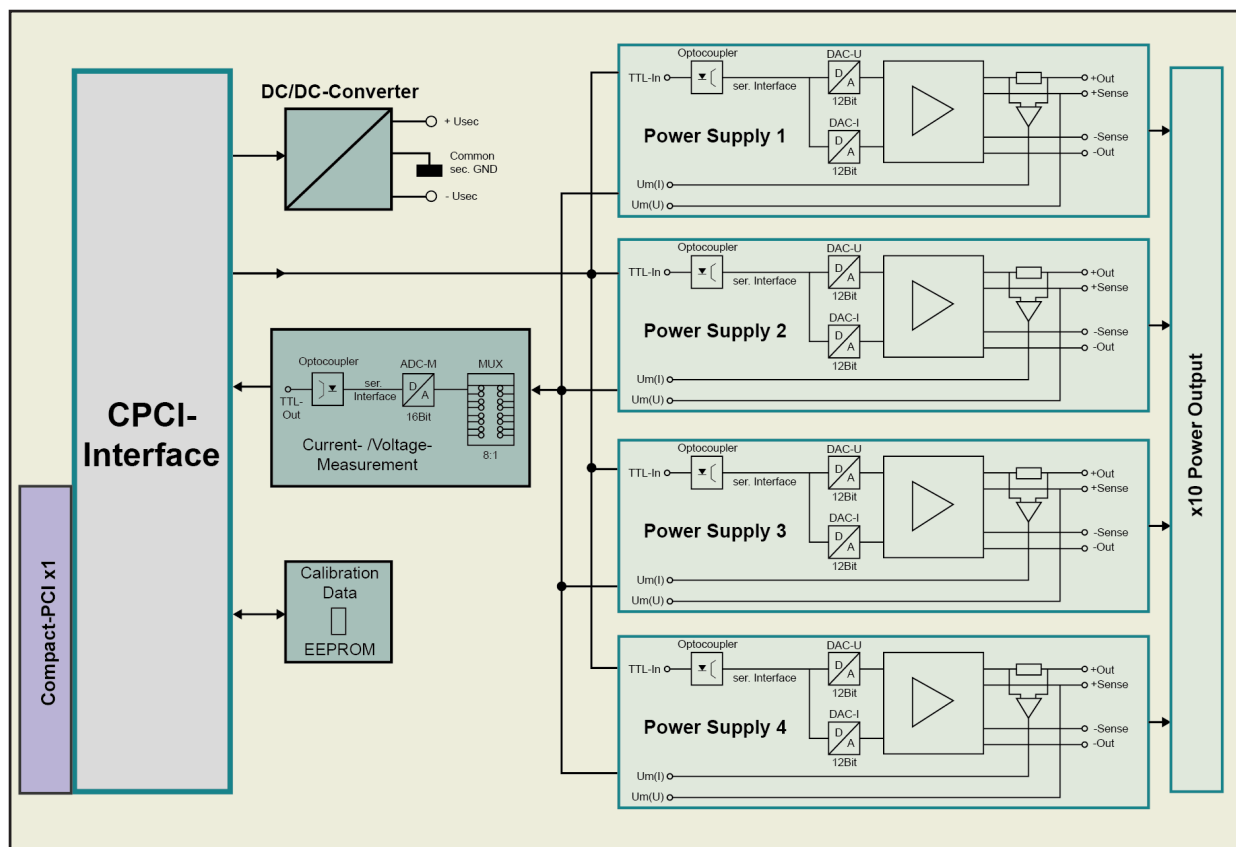 CPCI-
Interface
Compact-PCI x1
DC/DC-Converter
+ Usec
Common
sec. GND
- Usec
Optocoupler
ADC-M
MUX
ser.
Interface
D
A
TTL-
Out
16Bit
8:1
Current- /Voltage-
Measurement
Calibration
Data
EEPROM
Optocoupler
DAC-U
TTL-In
D
A
ser. Interface
12Bit
+Out
+Sense
DAC-I
Power Supply 1
D
A
12Bit
-Sense
-Out
Um(I)
Um(U)
Optocoupler
DAC-U
TTL-In
D
A
ser. Interface
12Bit
+Out
+Sense
DAC-I
Power Supply 2
D
A
12Bit
-Sense
-Out
Um(I)
Um(U)
Optocoupler
DAC-U
TTL-In
D
A
ser. Interface
12Bit
+Out
+Sense
DAC-I
Power Supply 3
D
A
12Bit
-Sense
-Out
Um(I)
Um(U)
Optocoupler
DAC-U
TTL-In
D
A
ser. Interface
12Bit
+Out
+Sense
DAC-I
Power Supply 4
D
A
12Bit
-Sense
-Out
Um(I)
Um(U)
x10 Power Output